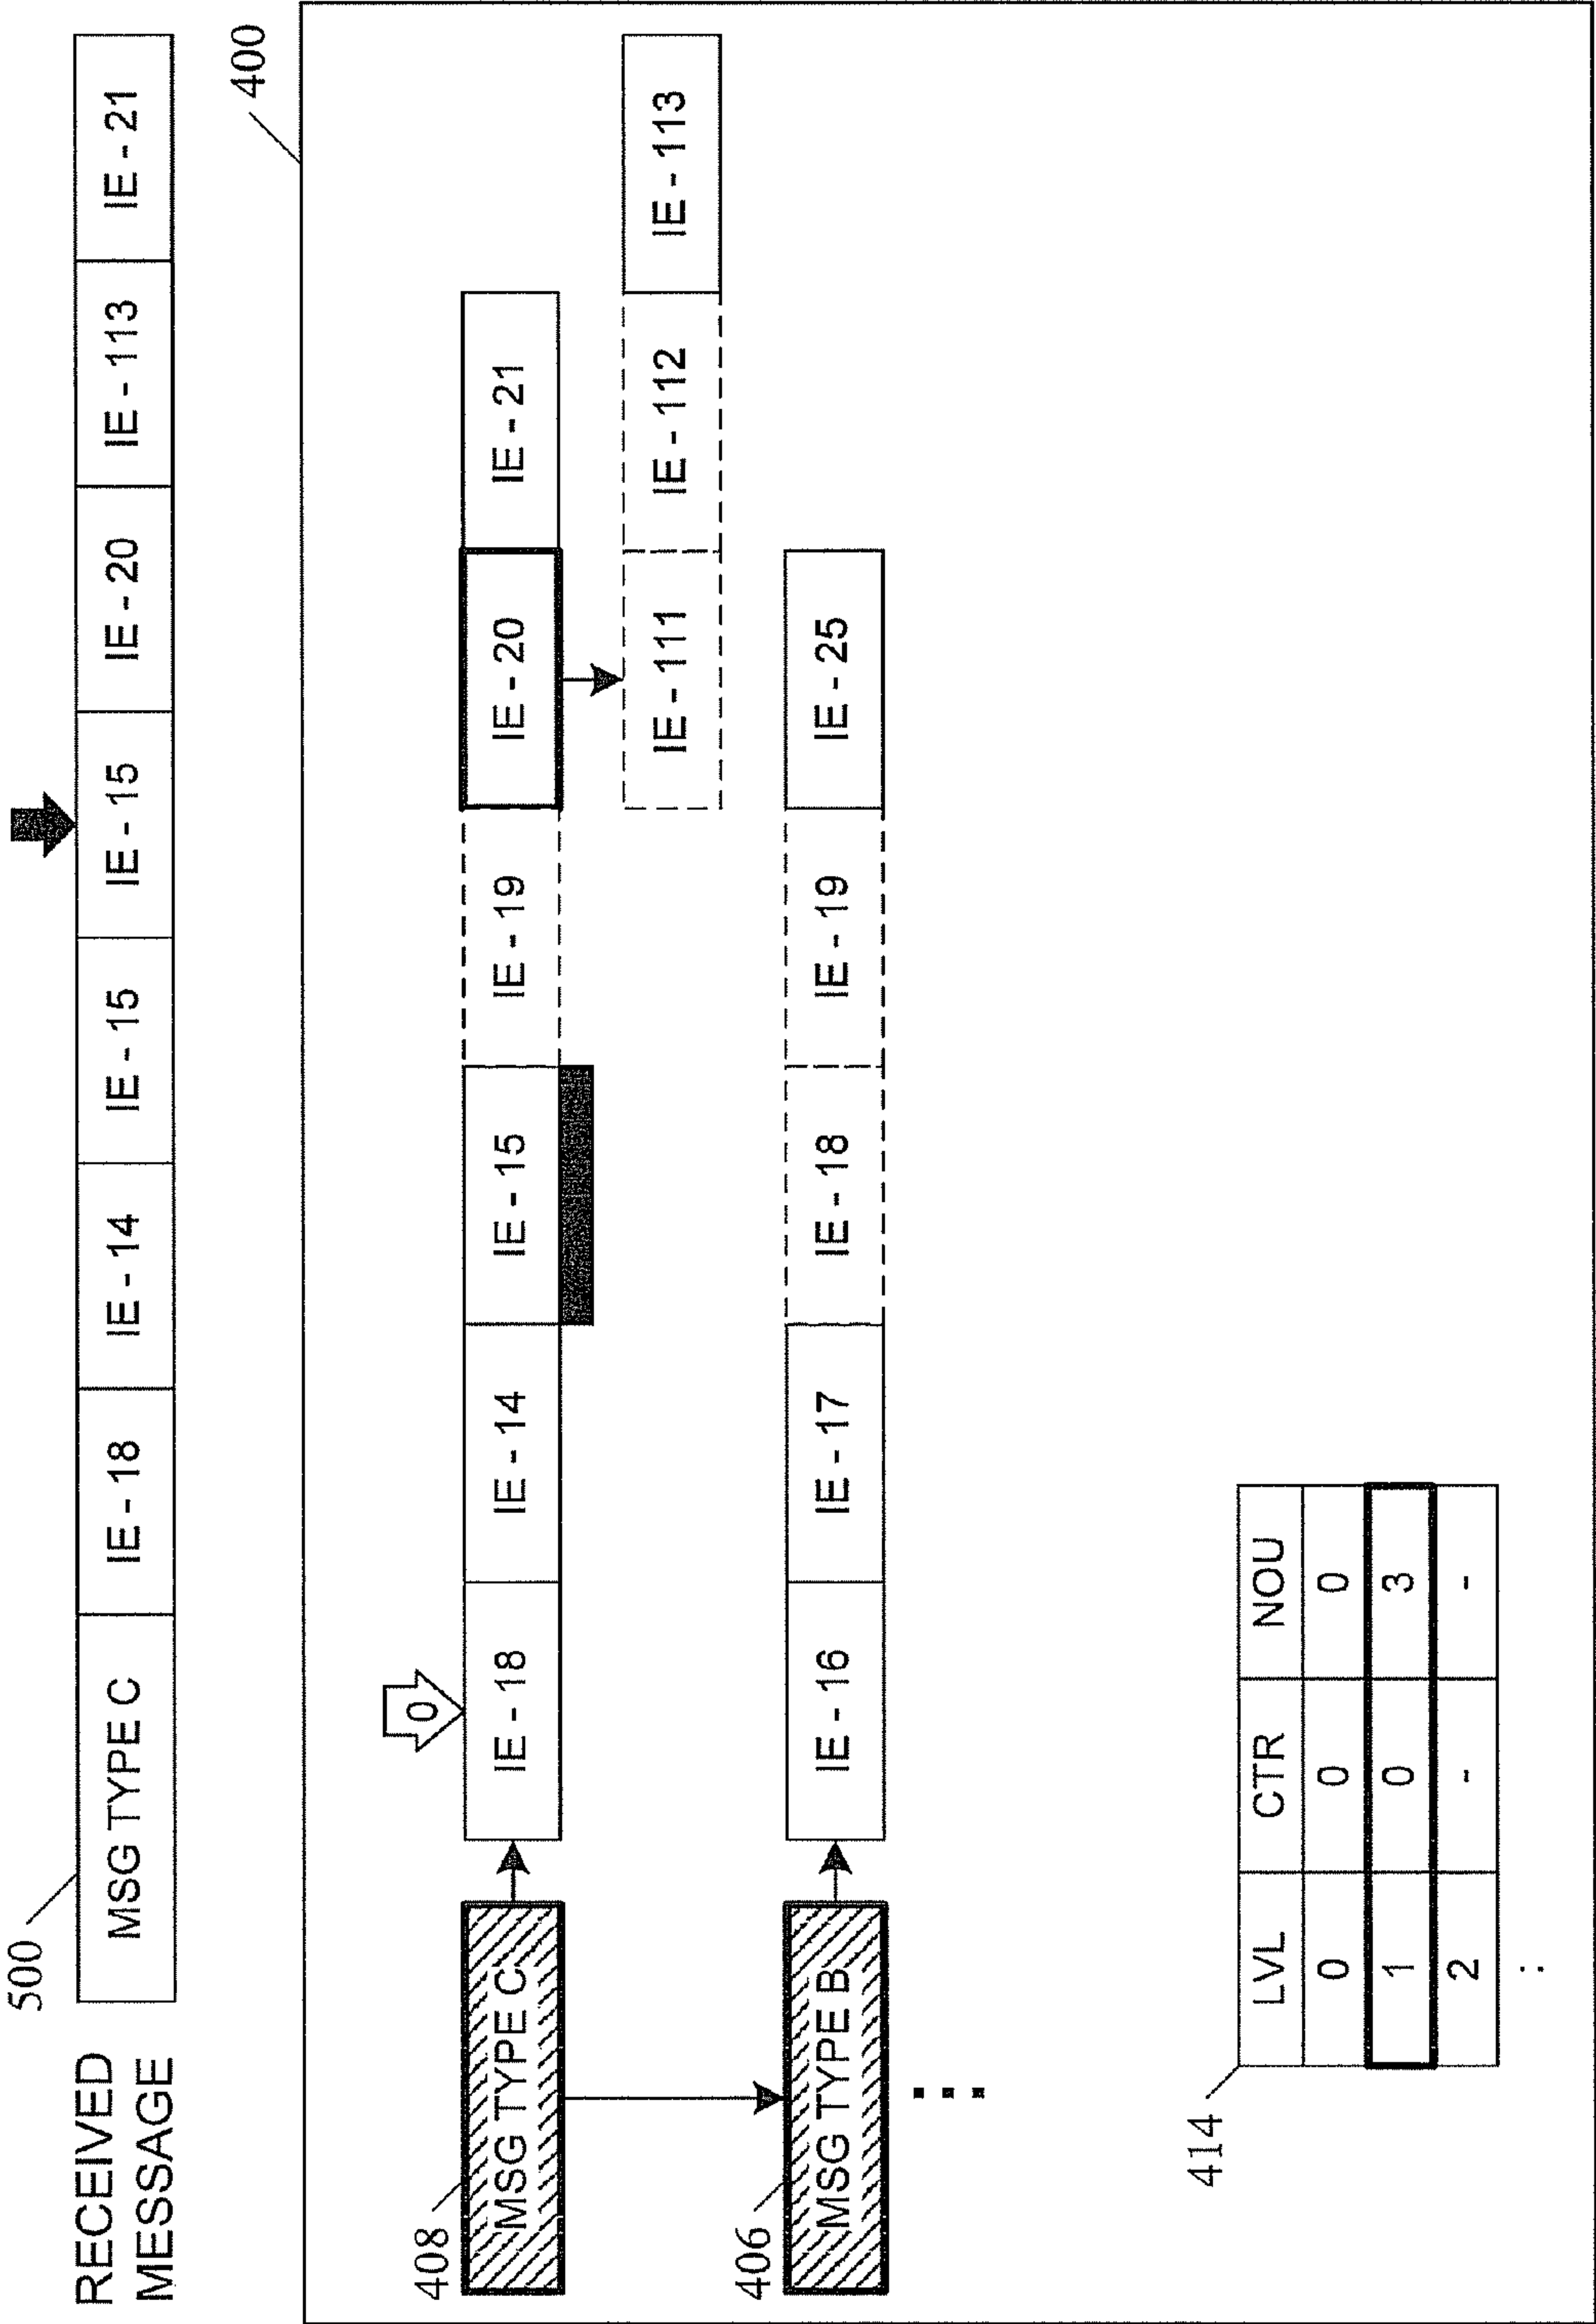 RECEIVED
MESSAGE
500
MSG TYPE C IE - 18 IE - 14 IE - 15 IE - 15 IE - 20 IE - 113 IE - 21
400
0
408
MSG TYPE C IE - 18 IE - 14 IE - 15 IE - 19 IE - 20 IE - 21
IE - 111 IE - 112 IE - 113
406
MSG TYPE B IE - 16 IE - 17 IE - 18 IE - 19 IE - 25
414
LVL CTR NOU
0 0 0
1 0 3
2 - -